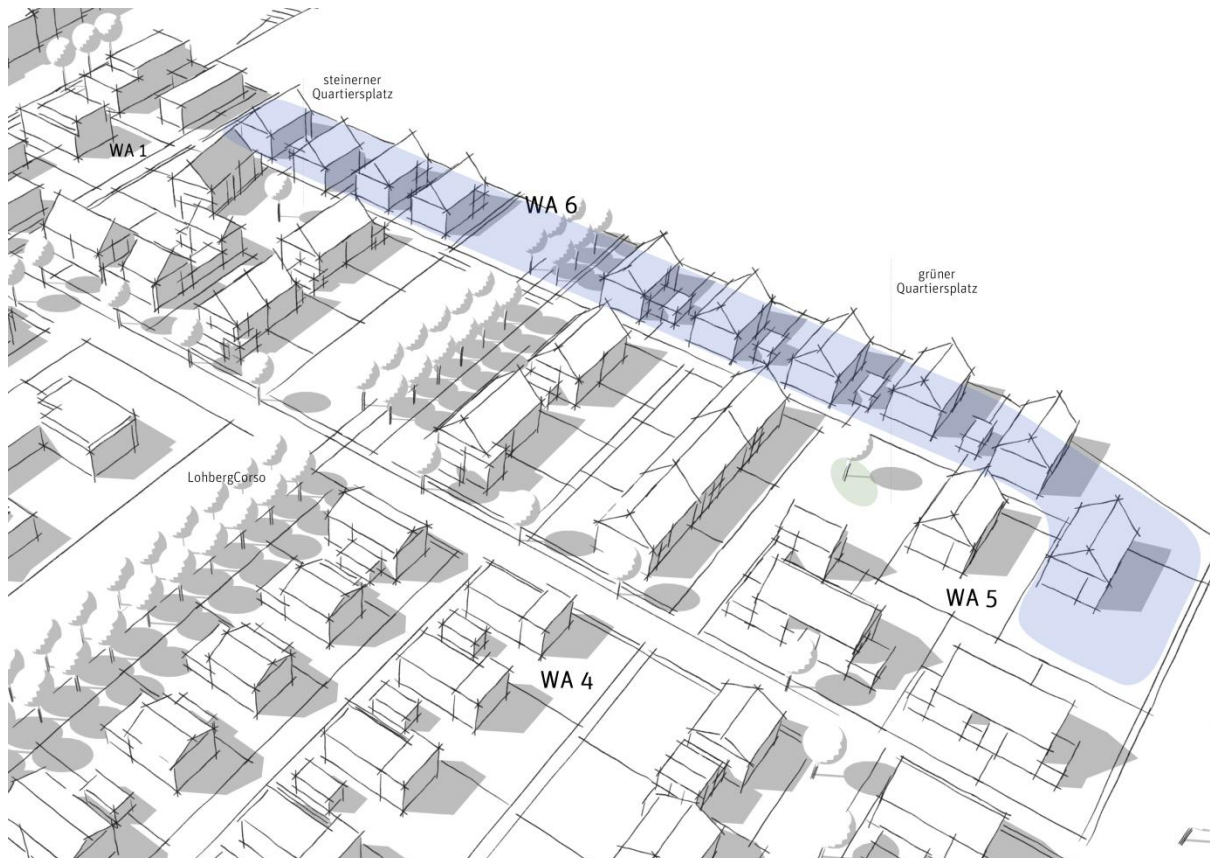 steinerner
Quartiersplatz
WA 1
WA 6
grüner
Quartiersplatz
LohbergCorso
WA 5
WA 4